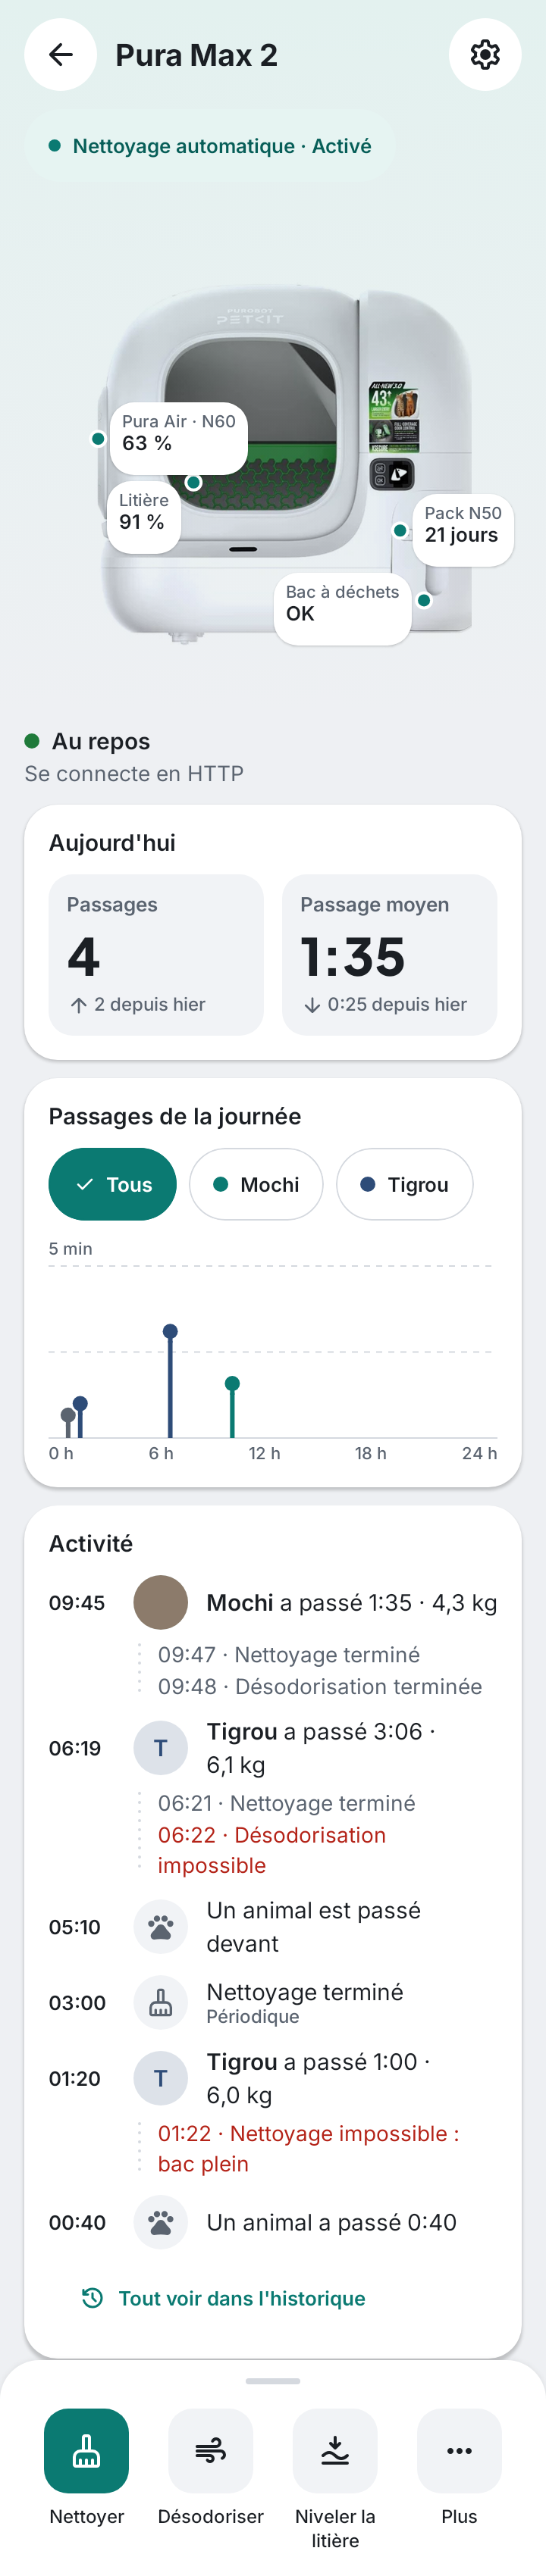 Pura Max 2
Nettoyage automatique · Activé
PUROBOT
PETKIT
ALL-NEW 3.0
43
Pura Air · N60
63 %
Litière
91 %
Pack N50
21 jours
Bac à déchets
OK
Au repos
Se connecte en HTTP
Aujourd'hui
Passages
4
↑ 2 depuis hier
Passage moyen
1:35
↓ 0:25 depuis hier
Passages de la journée
Tous
Mochi
Tigrou
5 min
0 h 6 h 12 h 18 h 24 h
Activité
09:45 Mochi a passé 1:35 · 4,3 kg
09:47 · Nettoyage terminé
09:48 · Désodorisation terminée
06:19 T Tigrou a passé 3:06 ·
6,1 kg
06:21 · Nettoyage terminé
06:22 · Désodorisation
impossible
05:10 Un animal est passé
devant
03:00 Nettoyage terminé
Périodique
01:20 T Tigrou a passé 1:00 ·
6,0 kg
01:22 · Nettoyage impossible :
bac plein
00:40 Un animal a passé 0:40
Tout voir dans l'historique
Nettoyer
Désodoriser
Niveler la
litière
Plus